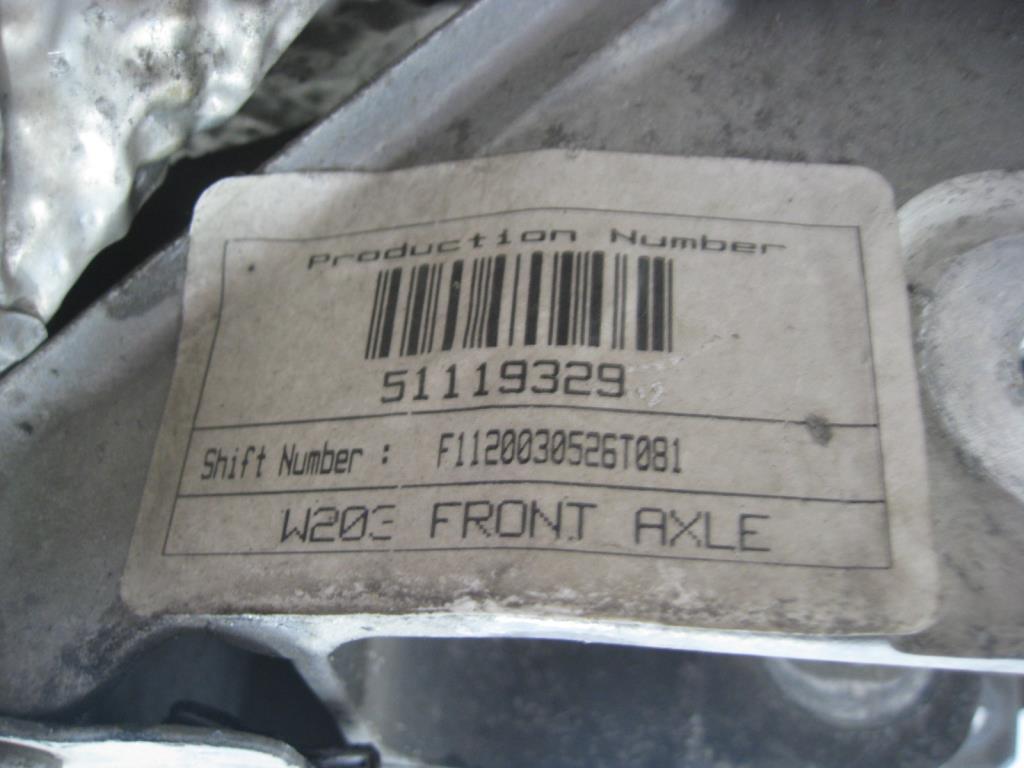 Production Number
51119329
Shift Number : F1120030526T081
W203 FRONT AXLE